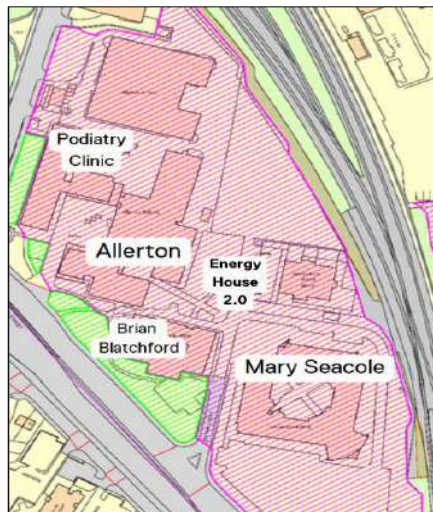 Podiatry
Clinic
Allerton
Energy
House
2.0
Brian
Blatchford
Mary Seacole